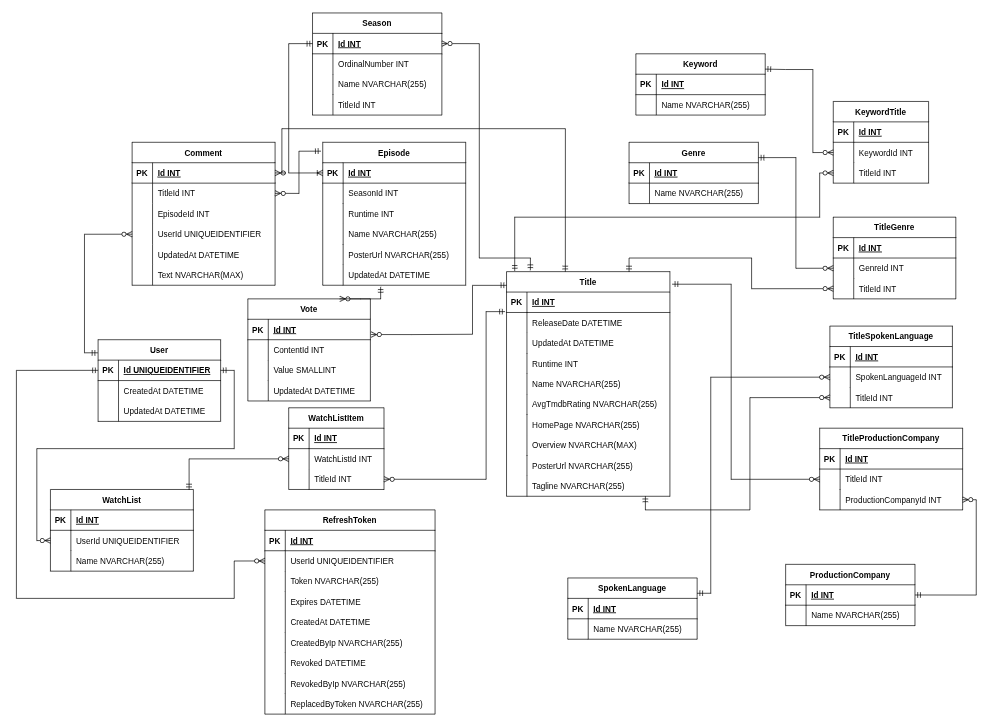 Season
PK Id INT
OrdinalNumber INT
Name NVARCHAR(255)
TitleId INT
Keyword
PK Id INT
Name NVARCHAR(255)
KeywordTitle
PK Id INT
KeywordId INT
TitleId INT
Comment
PK Id INT
TitleId INT
EpisodeId INT
UserId UNIQUEIDENTIFIER
UpdatedAt DATETIME
Text NVARCHAR(MAX)
Episode
PK Id INT
SeasonId INT
Runtime INT
Name NVARCHAR(255)
PosterUrl NVARCHAR(255)
UpdatedAt DATETIME
Genre
PK Id INT
Name NVARCHAR(255)
TitleGenre
PK Id INT
GenreId INT
TitleId INT
Title
PK Id INT
ReleaseDate DATETIME
UpdatedAt DATETIME
Runtime INT
Name NVARCHAR(255)
AvgTmdbRating NVARCHAR(255)
HomePage NVARCHAR(255)
Overview NVARCHAR(MAX)
PosterUrl NVARCHAR(255)
Tagline NVARCHAR(255)
Vote
PK Id INT
ContentId INT
Value SMALLINT
UpdatedAt DATETIME
User
PK Id UNIQUEIDENTIFIER
CreatedAt DATETIME
UpdatedAt DATETIME
TitleSpokenLanguage
PK Id INT
SpokenLanguageId INT
TitleId INT
WatchListItem
PK Id INT
WatchListId INT
TitleId INT
TitleProductionCompany
PK Id INT
TitleId INT
ProductionCompanyId INT
WatchList
PK Id INT
UserId UNIQUEIDENTIFIER
Name NVARCHAR(255)
RefreshToken
PK Id INT
UserId UNIQUEIDENTIFIER
Token NVARCHAR(255)
Expires DATETIME
CreatedAt DATETIME
CreatedByIp NVARCHAR(255)
Revoked DATETIME
RevokedByIp NVARCHAR(255)
ReplacedByToken NVARCHAR(255)
SpokenLanguage
PK Id INT
Name NVARCHAR(255)
ProductionCompany
PK Id INT
Name NVARCHAR(255)